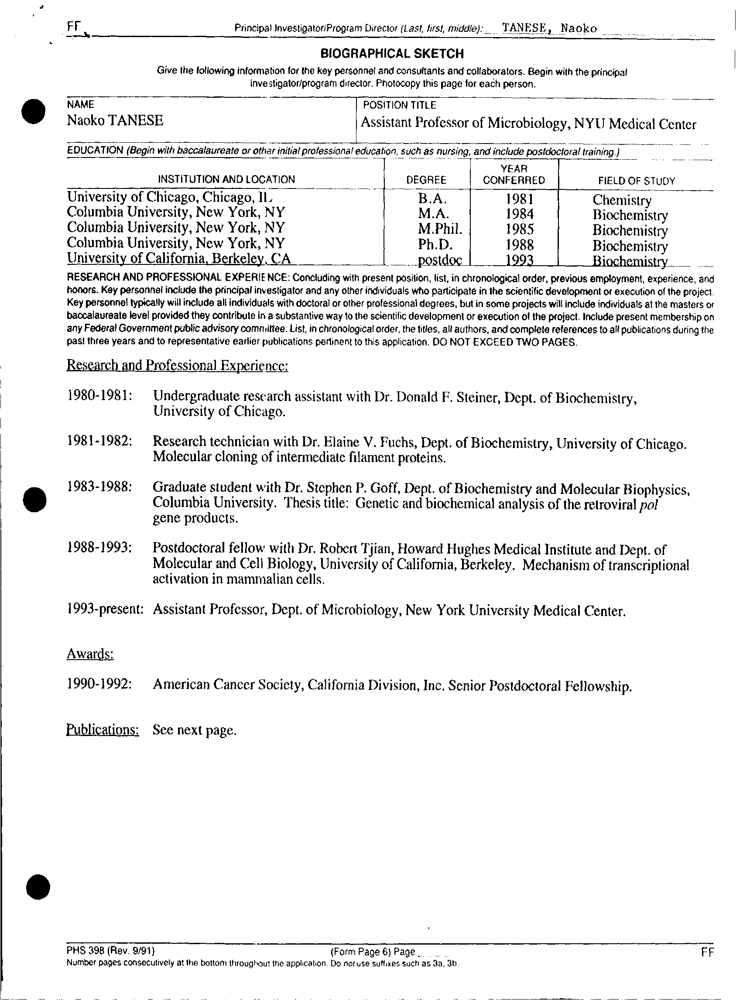 FF
Principal Investigator/Program Director (Last, first, middle): TANESE, Naoko
BIOGRAPHICAL SKETCH
Give the following information for the key personnel and consultants and collaborators. Begin with the principal
investigator/program director. Photocopy this page for each person.
NAME
POSITION TITLE
Naoko TANESE
Assistant Professor of Microbiology, NYU Medical Center
EDUCATION (Begin with baccalaureate or other initial professional education, such as nursing, and include postdoctoral training.)
INSTITUTION AND LOCATION DEGREE YEAR CONFERRED FIELD OF STUDY
University of Chicago, Chicago, IL B.A. 1981 Chemistry
Columbia University, New York, NY M.A. 1984 Biochemistry
Columbia University, New York, NY M.Phil. 1985 Biochemistry
Columbia University, New York, NY Ph.D. 1988 Biochemistry
University of California, Berkeley, CA postdoc 1993 Biochemistry
RESEARCH AND PROFESSIONAL EXPERIENCE: Concluding with present position, list, in chronological order, previous employment, experience, and
honors. Key personnel include the principal investigator and any other individuals who participate in the scientific development or execution of the project.
Key personnel typically will include all individuals with doctoral or other professional degrees, but in some projects will include individuals at the masters or
baccalaureate level provided they contribute in a substantive way to the scientific development or execution of the project. Include present membership on
any Federal Government public advisory committee. List, in chronological order, the titles, all authors, and complete references to all publications during the
past three years and to representative earlier publications pertinent to this application. DO NOT EXCEED TWO PAGES.
Research and Professional Experience:
1980-1981: Undergraduate research assistant with Dr. Donald F. Steiner, Dept. of Biochemistry,
University of Chicago.
1981-1982: Research technician with Dr. Elaine V. Fuchs, Dept. of Biochemistry, University of Chicago.
Molecular cloning of intermediate filament proteins.
1983-1988: Graduate student with Dr. Stephen P. Goff, Dept. of Biochemistry and Molecular Biophysics,
Columbia University. Thesis title: Genetic and biochemical analysis of the retroviral pol
gene products.
1988-1993: Postdoctoral fellow with Dr. Robert Tjian, Howard Hughes Medical Institute and Dept. of
Molecular and Cell Biology, University of California, Berkeley. Mechanism of transcriptional
activation in mammalian cells.
1993-present: Assistant Professor, Dept. of Microbiology, New York University Medical Center.
Awards:
1990-1992: American Cancer Society, California Division, Inc. Senior Postdoctoral Fellowship.
Publications: See next page.
PHS 398 (Rev. 9/91) (Form Page 6) Page FF
Number pages consecutively at the bottom throughout the application. Do not use suffixes such as 3a, 3b.